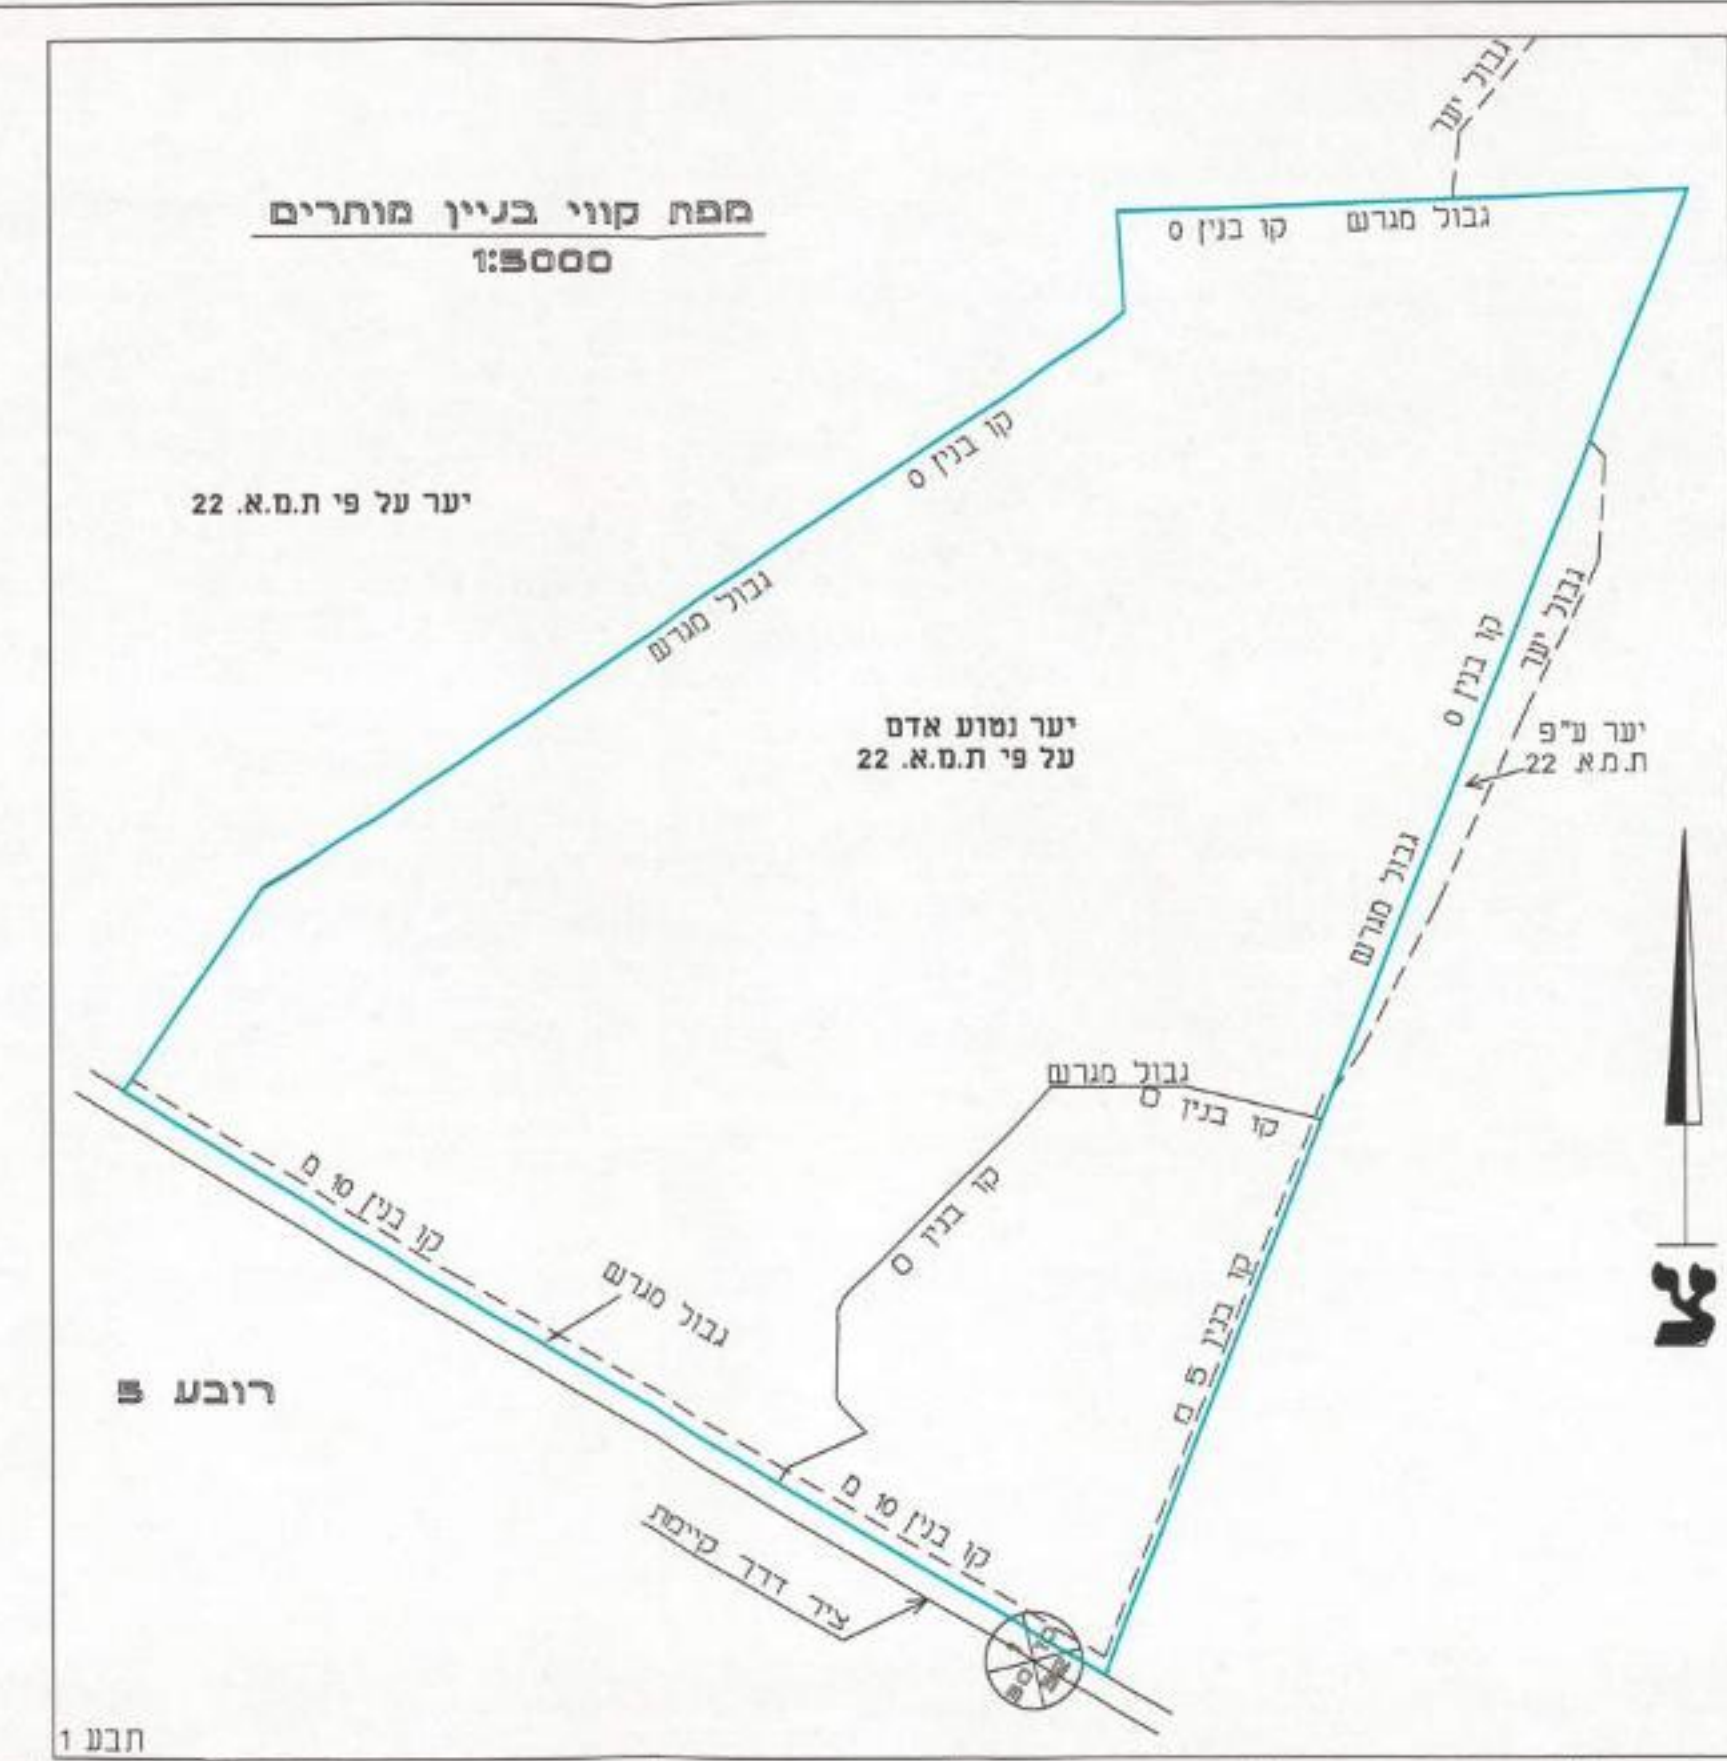 גבול יער
מפת קווי בניין מותרים
1:5000
קו בנין 0
גבול מגרש
קו בנין 0
יער על פי ת.מ.א. 22
גבול מגרש
גבול יער
קו בנין 0
יער נטוע אדם
על פי ת.מ.א. 22
יער ע"פ
ת.מ.א 22
גבול מגרש
גבול מגרש
קו בנין 0
קו בנין 10 מ
קו בנין 0
גבול מגרש
קו בנין 5 מ
צ
רובע 5
קו בנין 10 מ
ציר דרך קיימת
תבע 1